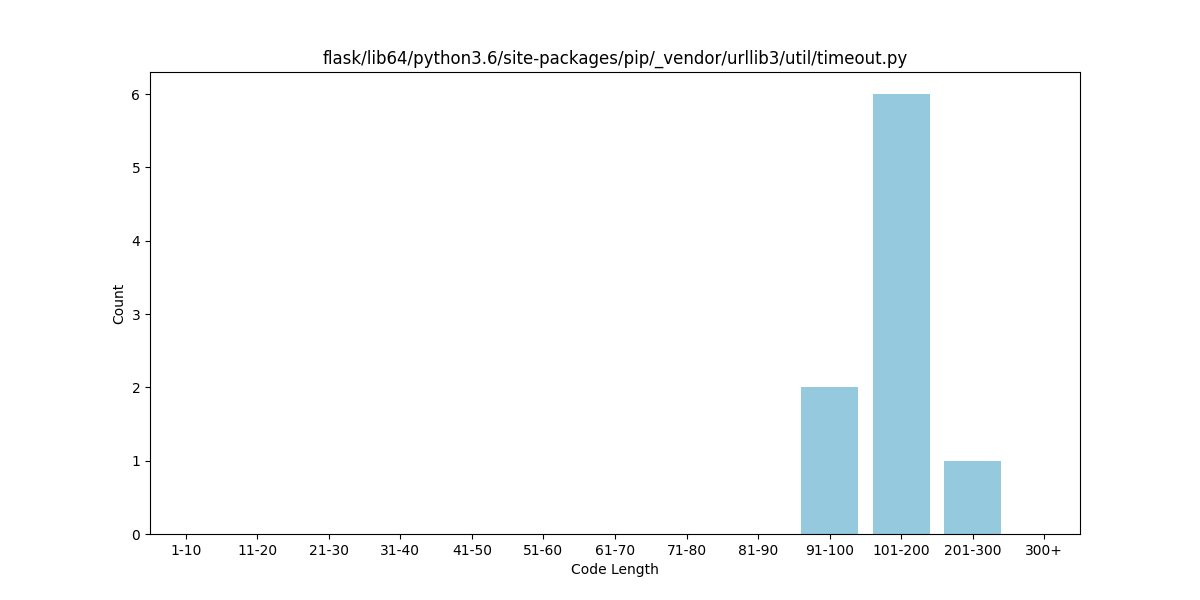 flask/lib64/python3.6/site-packages/pip/_vendor/urllib3/util/timeout.py
6
5
4
3
2
1
0
Count
1-10 11-20 21-30 31-40 41-50 51-60 61-70 71-80 81-90 91-100 101-200 201-300 300+
Code Length